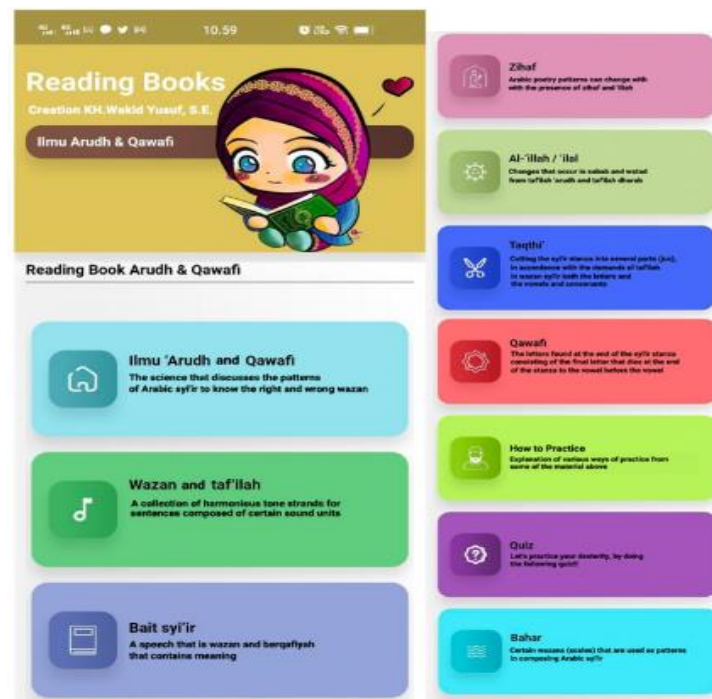 10.59
Reading Books
Creation KH.Wakid Yusuf, S.E.
Ilmu Arudh & Qawafi
Reading Book Arudh & Qawafi
Ilmu 'Arudh and Qawafi
The science that discusses the patterns
of Arabic syi'ir to know the right and wrong wazan
Wazan and taf'ilah
A collection of harmonious tone strands for
sentences composed of certain sound units
Bait syi'ir
A speech that is wazan and berqafiyah
that contains meaning
Zihaf
Arabic poetry patterns can change with
with the presence of zihaf and 'illah
Al-'illah / 'ilal
Changes that occur in sabab and watad
from taf'ilah 'arudh and taf'ilah dharab
Taqthi'
Cutting the syi'ir stanza into several parts (juz),
in accordance with the demands of taf'ilah
in wazan syi'ir both the letters and
the vowels and consonants
Qawafi
The letters found at the end of the syi'ir stanza
consisting of the final letter that dies at the end
of the stanza to the vowel before the vowel
How to Practice
Explanation of various ways of practice from
some of the material above
Quiz
Let's practice your dexterity, by doing
the following quiz!!
Bahar
Certain wazans (scales) that are used as patterns
in composing Arabic syi'ir